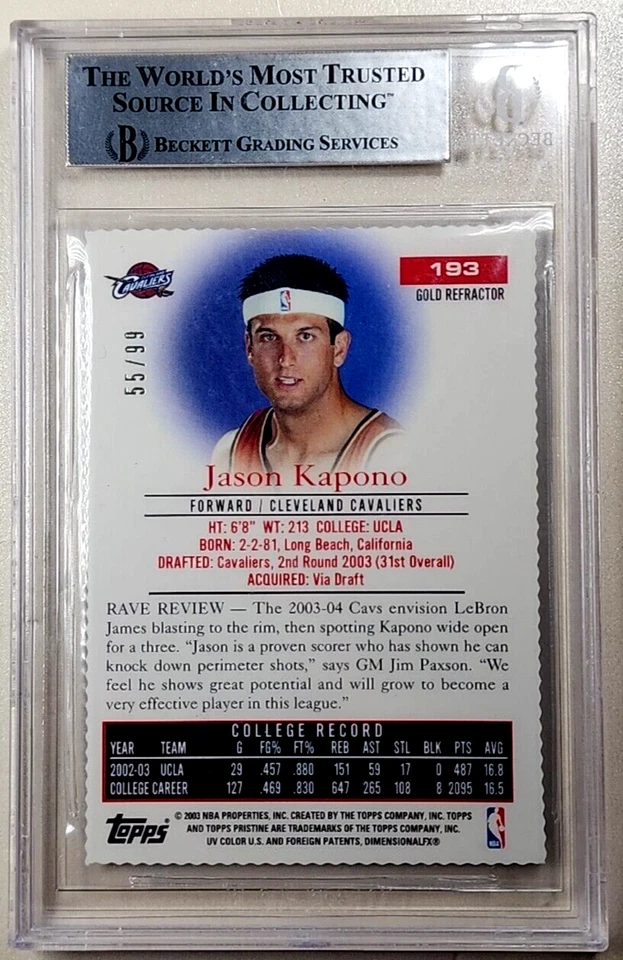 THE WORLD'S MOST TRUSTED
SOURCE IN COLLECTING™
B BECKETT GRADING SERVICES
B
BECKETT
CAVALIERS
193
GOLD REFRACTOR
55/99
Jason Kapono
FORWARD / CLEVELAND CAVALIERS
HT: 6'8" WT: 213 COLLEGE: UCLA
BORN: 2-2-81, Long Beach, California
DRAFTED: Cavaliers, 2nd Round 2003 (31st Overall)
ACQUIRED: Via Draft
RAVE REVIEW — The 2003-04 Cavs envision LeBron
James blasting to the rim, then spotting Kapono wide open
for a three. “Jason is a proven scorer who has shown he can
knock down perimeter shots,” says GM Jim Paxson. “We
feel he shows great potential and will grow to become a
very effective player in this league.”
COLLEGE RECORD
YEAR TEAM G FG% FT% REB AST STL BLK PTS AVG
2002-03 UCLA 29 .457 .880 151 59 17 0 487 16.8
COLLEGE CAREER 127 .469 .830 647 265 108 8 2095 16.5
Topps
© 2003 NBA PROPERTIES, INC. CREATED BY THE TOPPS COMPANY, INC. TOPPS
AND TOPPS PRISTINE ARE TRADEMARKS OF THE TOPPS COMPANY, INC.
UV COLOR U.S. AND FOREIGN PATENTS, DIMENSIONALFX®
NBA